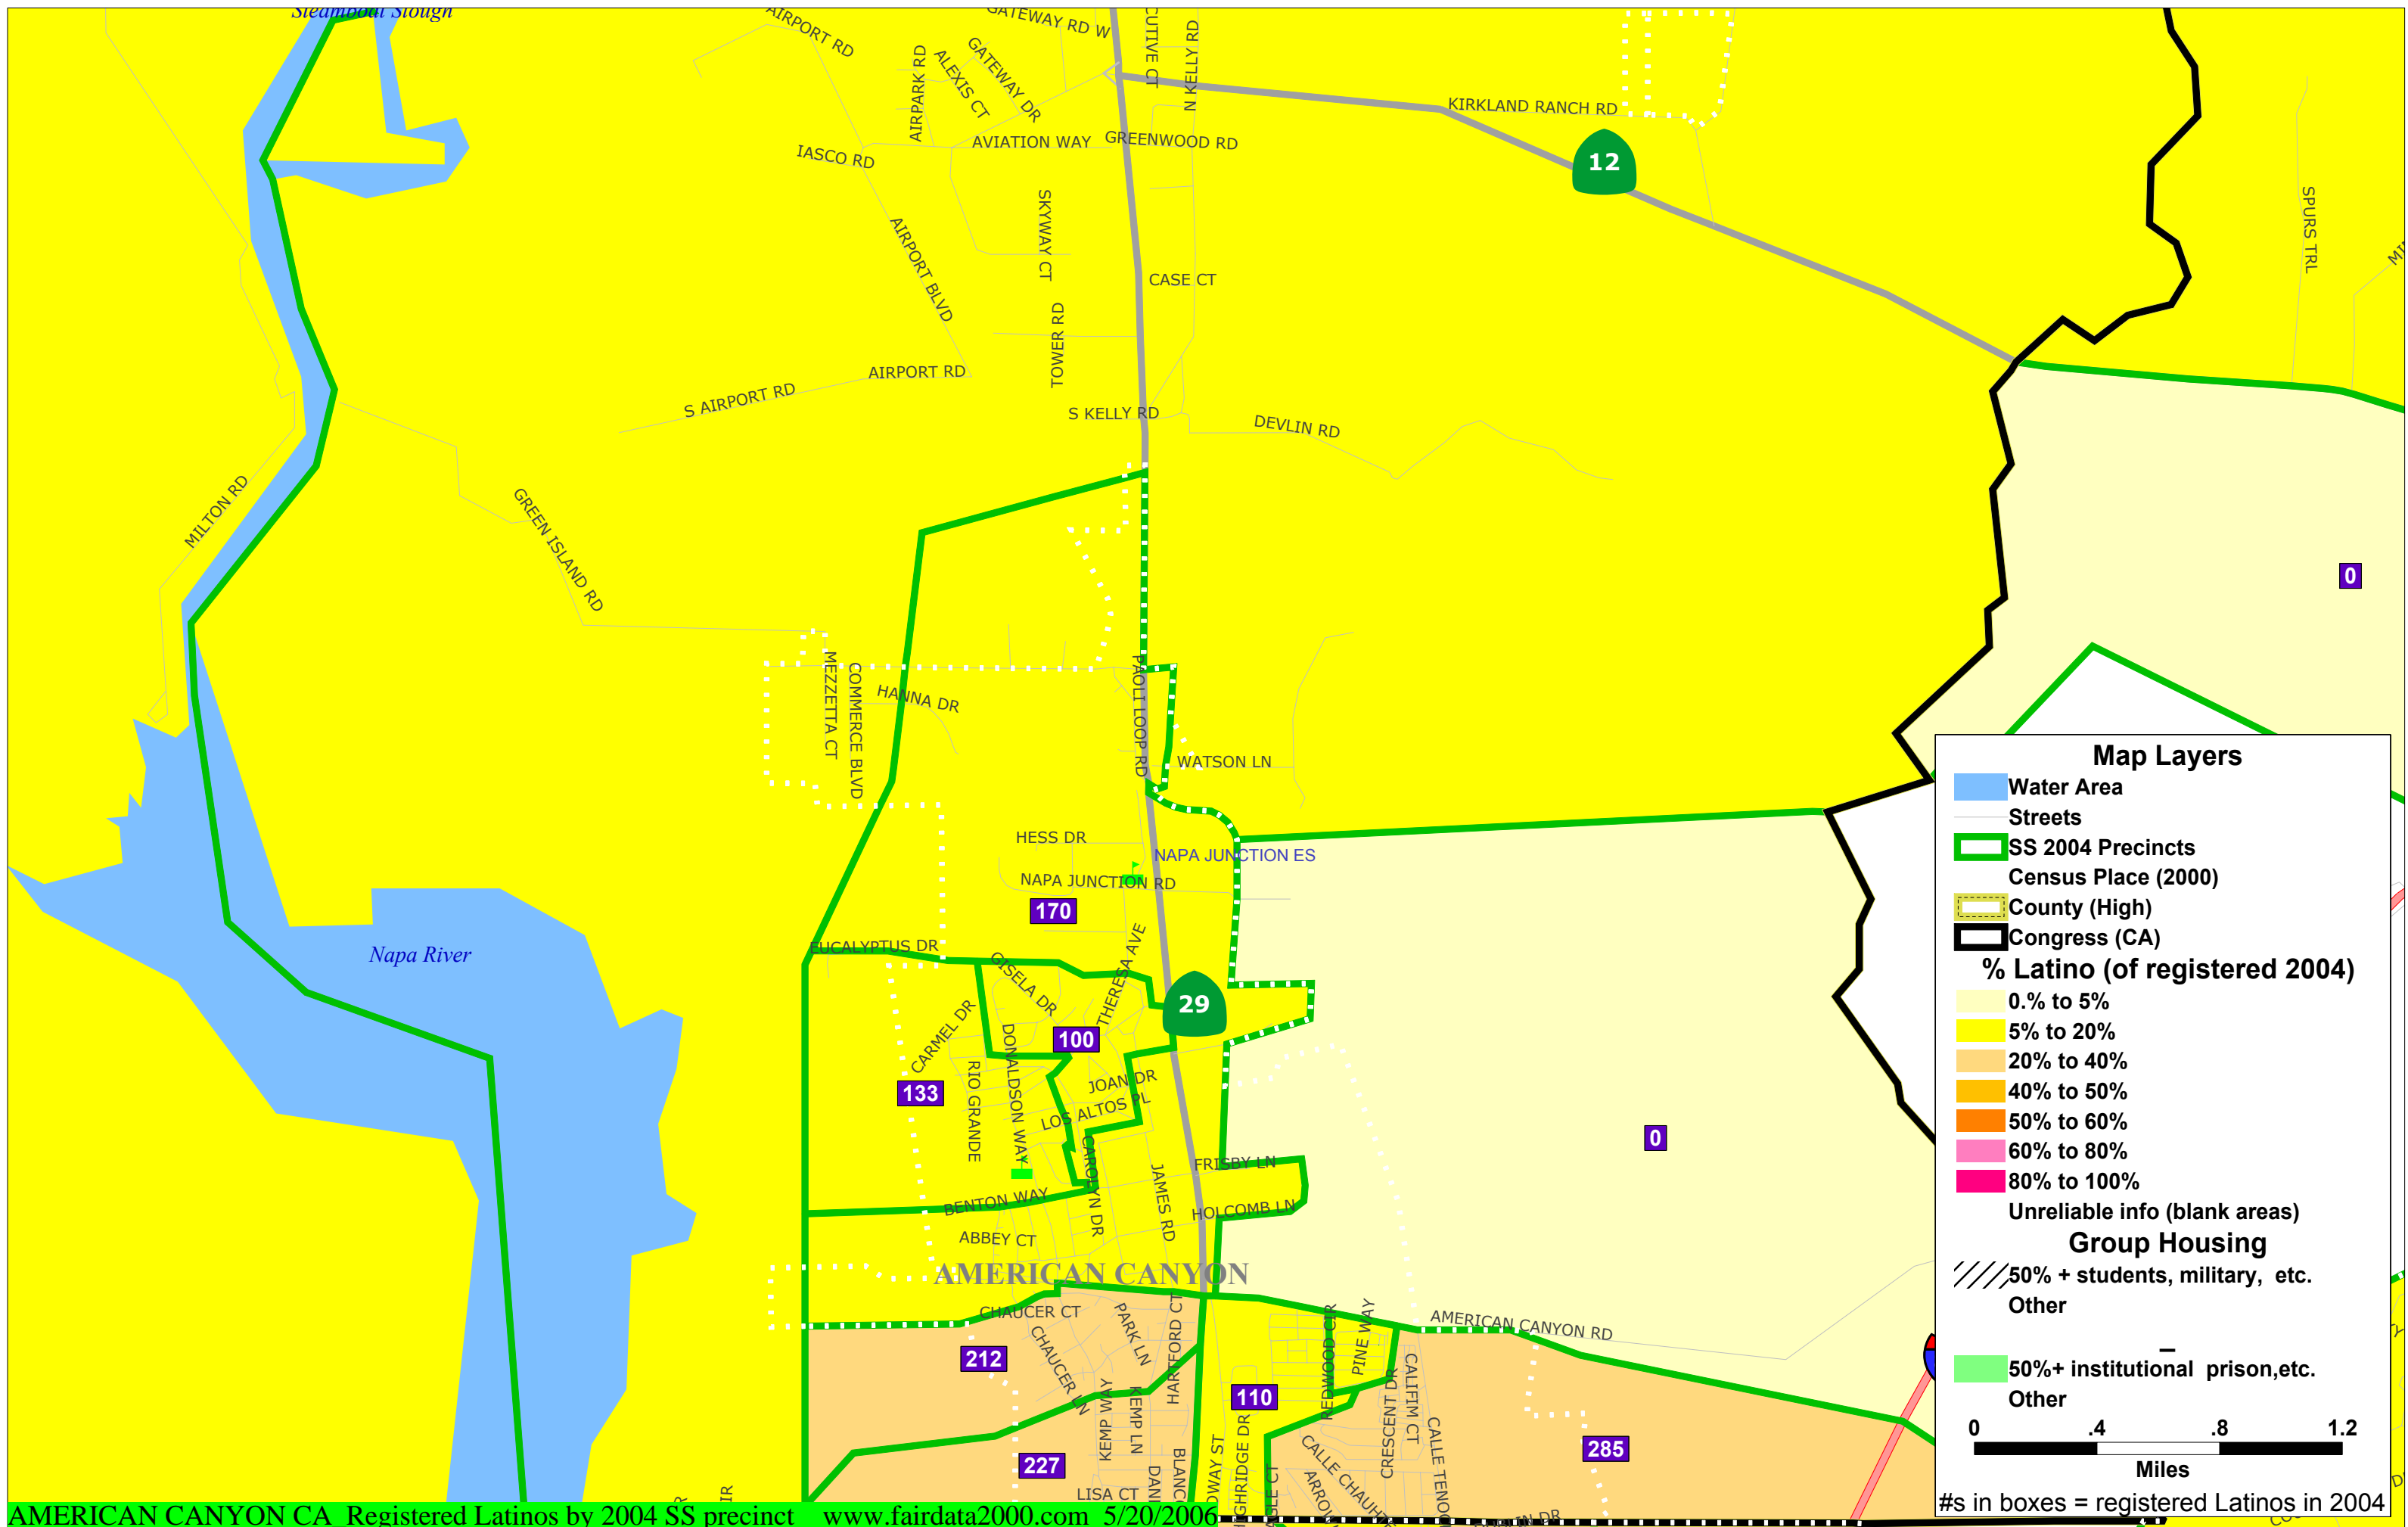 Steamboat Slough
AIRPORT RD
GATEWAY RD W
CUTIVE CT
N KELLY RD
AIRPARK RD
ALEXIS CT
GATEWAY DR
KIRKLAND RANCH RD
IASCO RD
AVIATION WAY
GREENWOOD RD
12
SPURS TRL
SKYWAY CT
AIRPORT BLVD
CASE CT
TOWER RD
AIRPORT RD
S AIRPORT RD
S KELLY RD
DEVLIN RD
MILTON RD
GREEN ISLAND RD
0
MEZZETTA CT
COMMERCE BLVD
HANNA DR
PAOLI LOOP RD
WATSON LN
HESS DR
NAPA JUNCTION ES
NAPA JUNCTION RD
170
EUCALYPTUS DR
Napa River
GISELA DR
THERESA AVE
29
CARMEL DR
DONALDSON WAY
100
133
RIO GRANDE
JOAN DR
LOS ALTOS PL
CAROLYN DR
JAMES RD
FRISBY LN
0
BENTON WAY
HOLCOMB LN
ABBEY CT
AMERICAN CANYON
CHAUCER CT
PARK LN
HARTFORD CT
REDWOOD CIR
PINE WAY
AMERICAN CANYON RD
212
CHAUCER LN
KEMP WAY
KEMP LN
110
CRESCENT DR
CALIFIM CT
227
285
LISA CT
DANI
BLANC
DWAY ST
GHRIDGE DR
CALLE CHAUHTE
ARROW
CALLE TENO
Map Layers
Water Area
Streets
SS 2004 Precincts
Census Place (2000)
County (High)
Congress (CA)
% Latino (of registered 2004)
0.% to 5%
5% to 20%
20% to 40%
40% to 50%
50% to 60%
60% to 80%
80% to 100%
Unreliable info (blank areas)
Group Housing
50% + students, military, etc.
Other
50%+ institutional prison,etc.
Other
0 .4 .8 1.2
Miles
#s in boxes = registered Latinos in 2004
AMERICAN CANYON CA Registered Latinos by 2004 SS precinct www.fairdata2000.com 5/20/2006